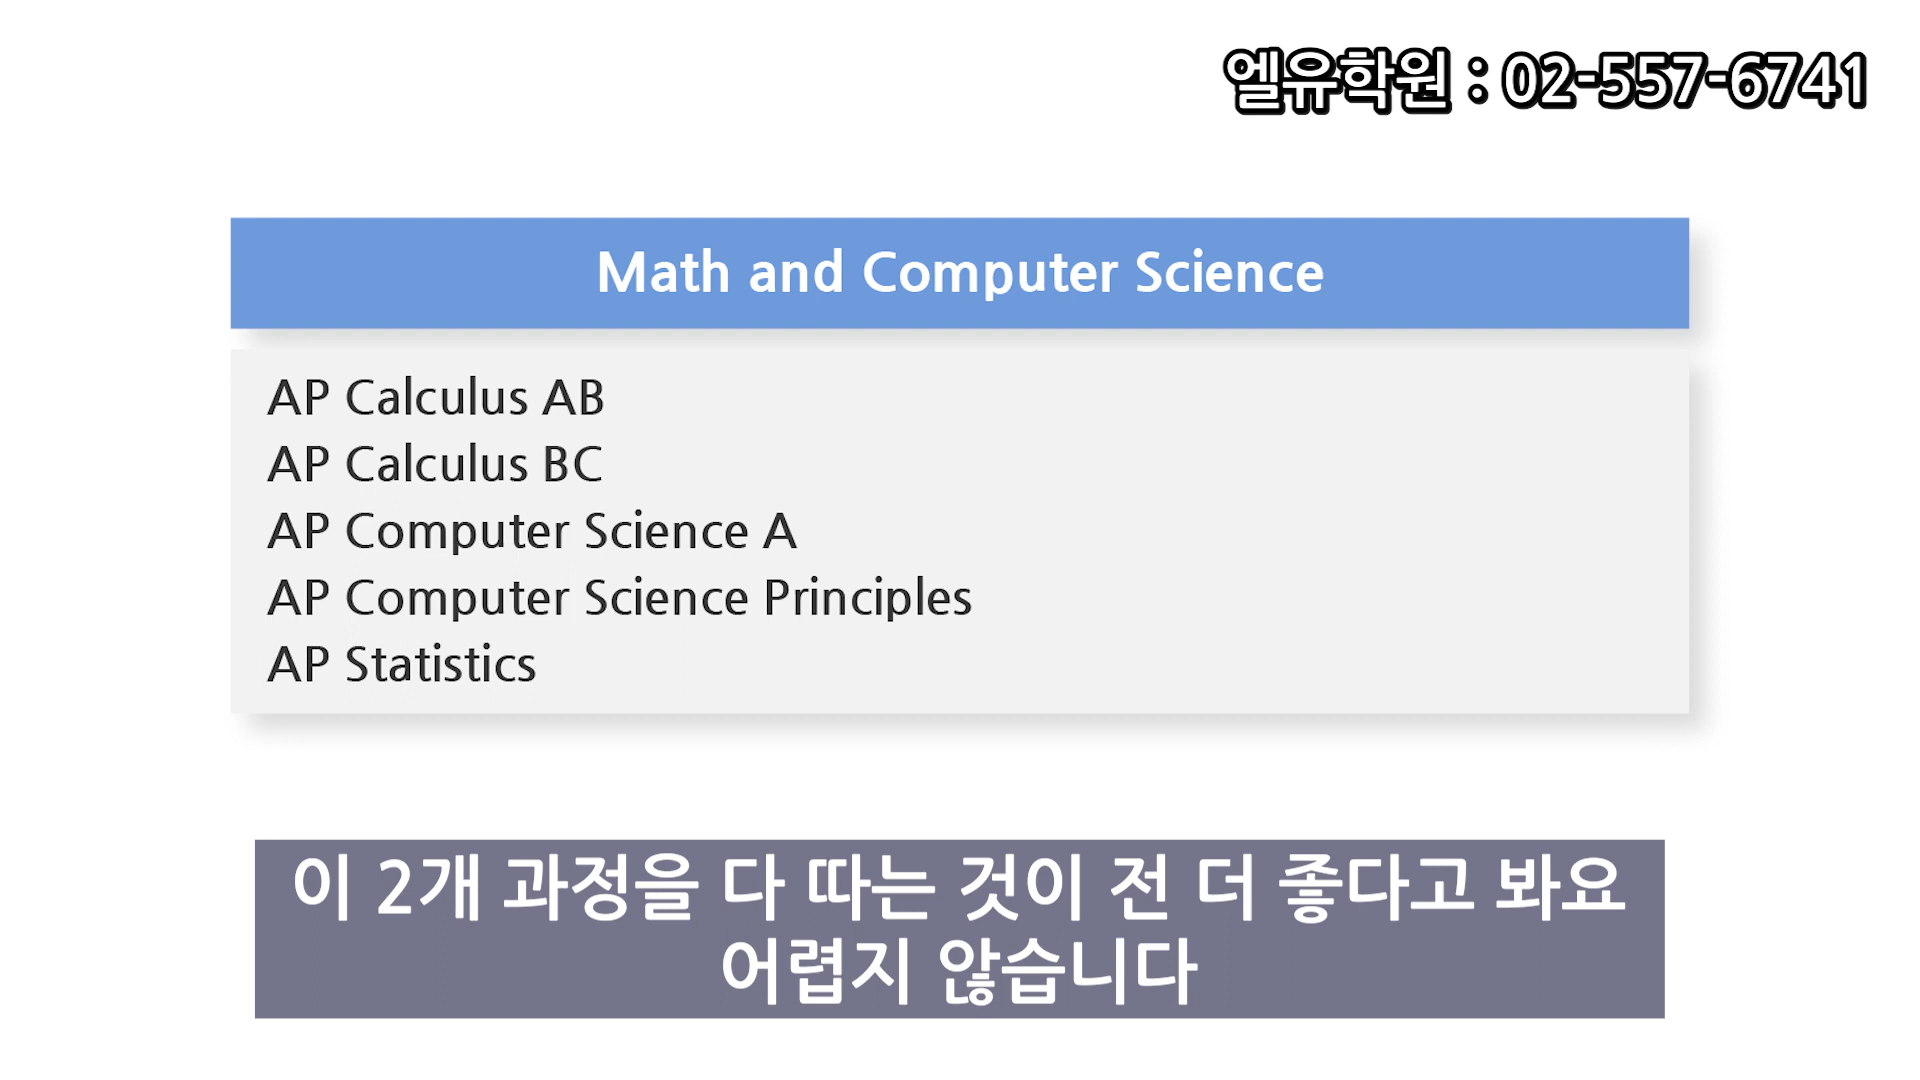 엘유학원 : 02-557-6741
Math and Computer Science
AP Calculus AB
AP Calculus BC
AP Computer Science A
AP Computer Science Principles
AP Statistics
이 2개 과정을 다 따는 것이 전 더 좋다고 봐요
어렵지 않습니다